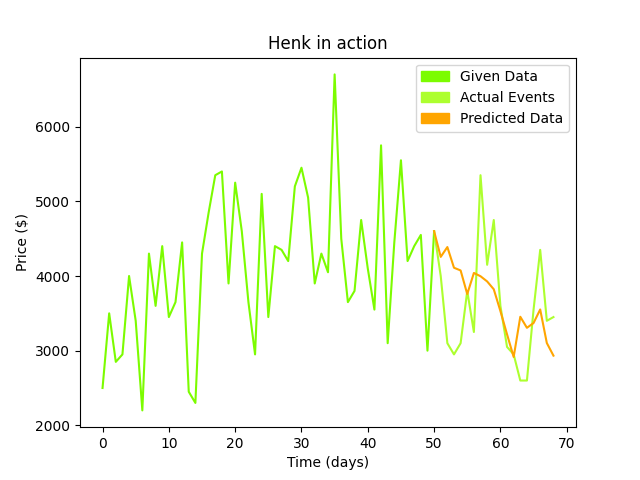 Henk in action
Given Data
Actual Events
Predicted Data
Price ($)
6000
5000
4000
3000
2000
0 10 20 30 40 50 60 70
Time (days)